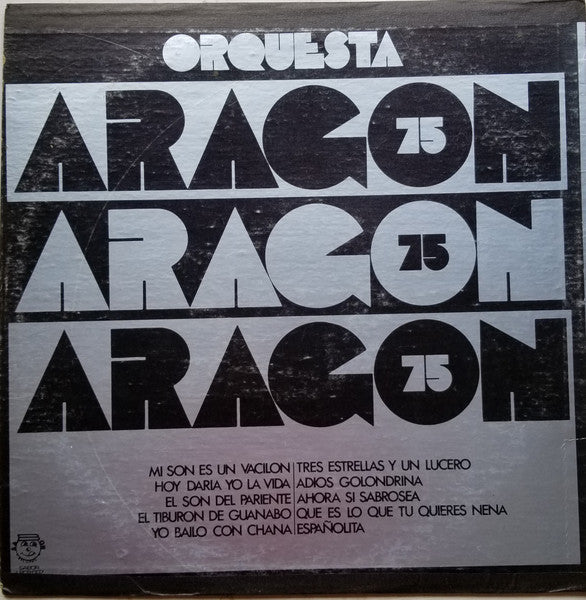 ORQUESTA
ARAGON 75
ARAGON 75
ARAGON 75
MI SON ES UN VACILON TRES ESTRELLAS Y UN LUCERO
HOY DARIA YO LA VIDA ADIOS GOLONDRINA
EL SON DEL PARIENTE AHORA SI SABROSEA
EL TIBURON DE GUANABO QUE ES LO QUE TU QUIERES NENA
YO BAILO CON CHANA ESPAÑOLITA